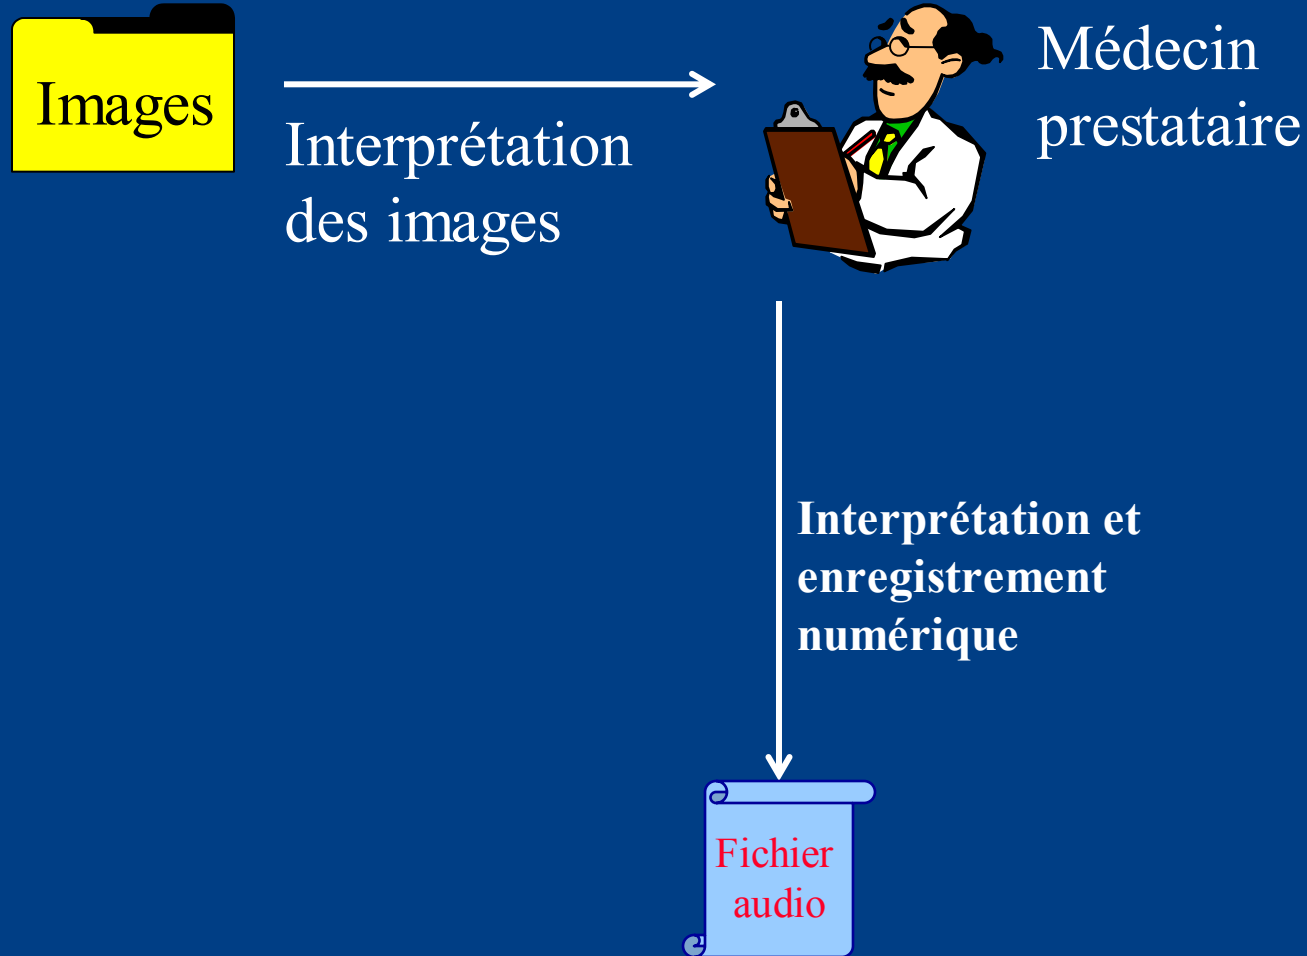 Images
Interprétation
des images
Médecin
prestataire
Interprétation et
enregistrement
numérique
Fichier
audio